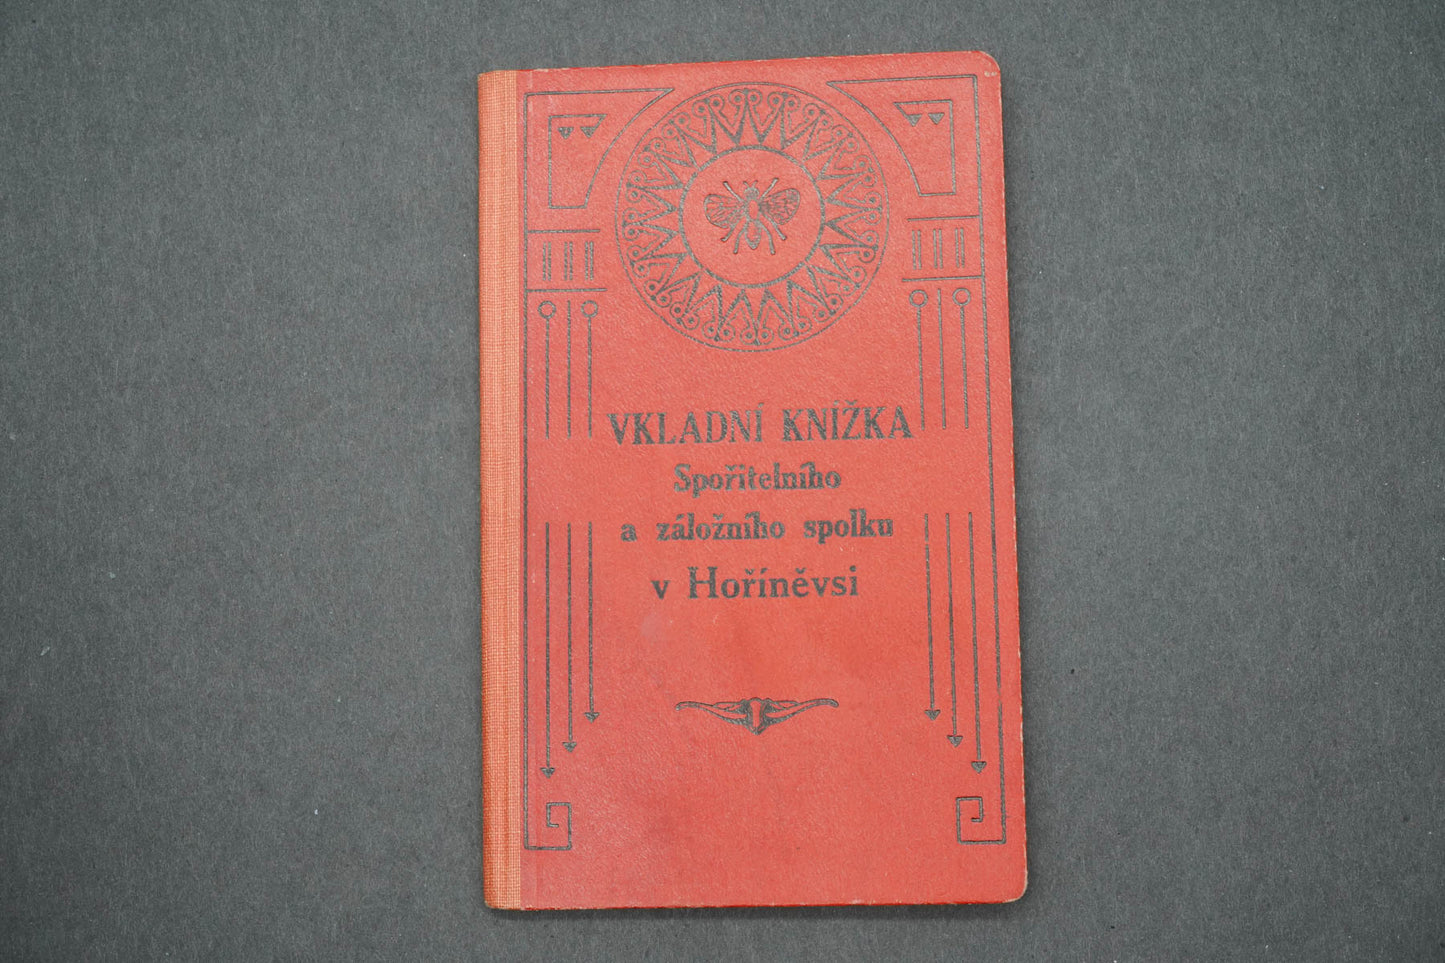 VKLADNÍ KNÍŽKA
Spořitelního
a záložního spolku
v Hoříněvsi